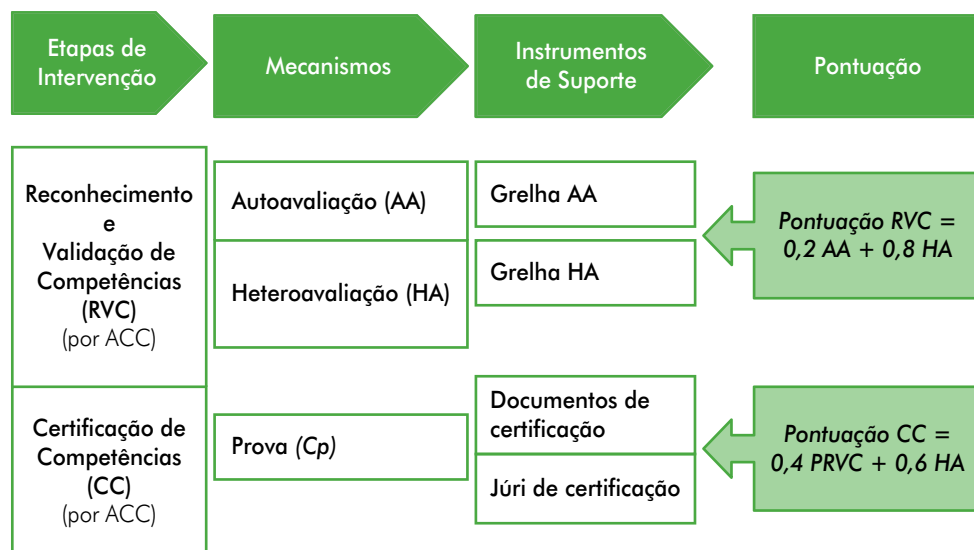 Etapas de
Intervenção
Mecanismos
Instrumentos
de Suporte
Pontuação
Reconhecimento
e
Validação de
Competências
(RVC)
(por ACC)
Autoavaliação (AA)
Heteroavaliação (HA)
Grelha AA
Grelha HA
Pontuação RVC =
0,2 AA + 0,8 HA
Certificação de
Competências
(CC)
(por ACC)
Prova (Cp)
Documentos de
certificação
Júri de certificação
Pontuação CC =
0,4 PRVC + 0,6 HA